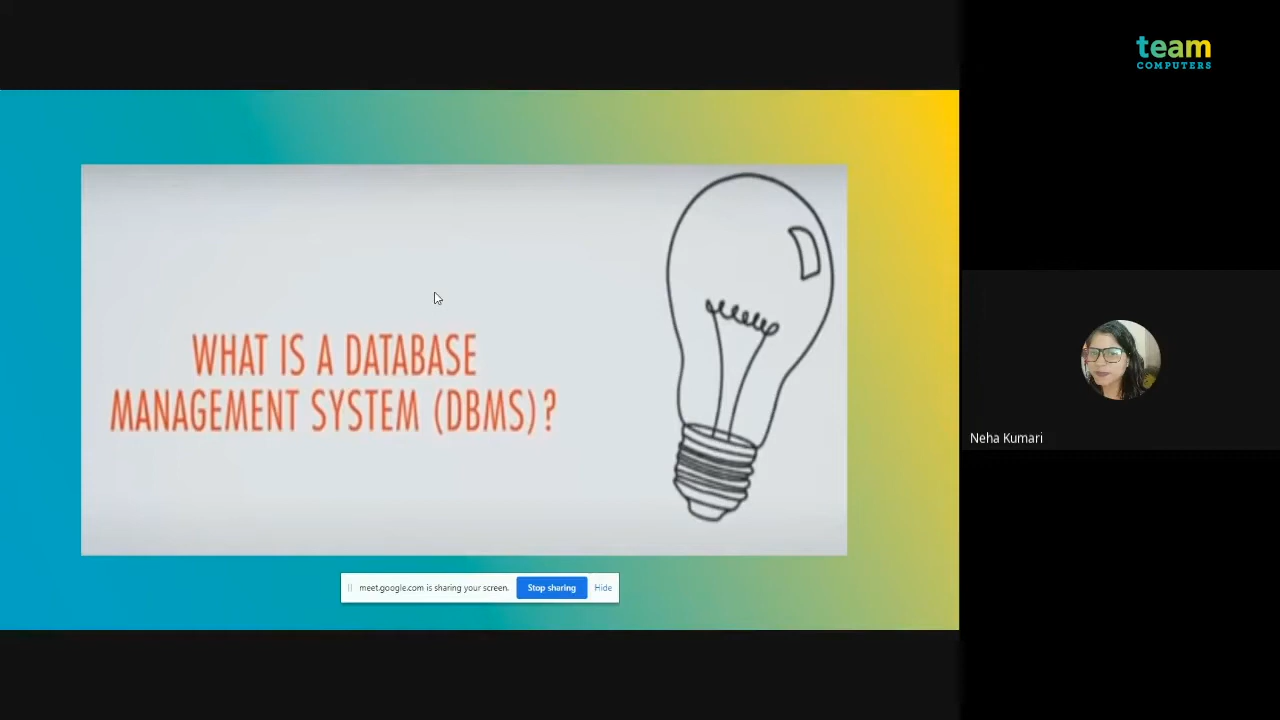 team
COMPUTERS
WHAT IS A DATABASE
MANAGEMENT SYSTEM (DBMS)?
meet.google.com is sharing your screen.
Stop sharing
Hide
Neha Kumari